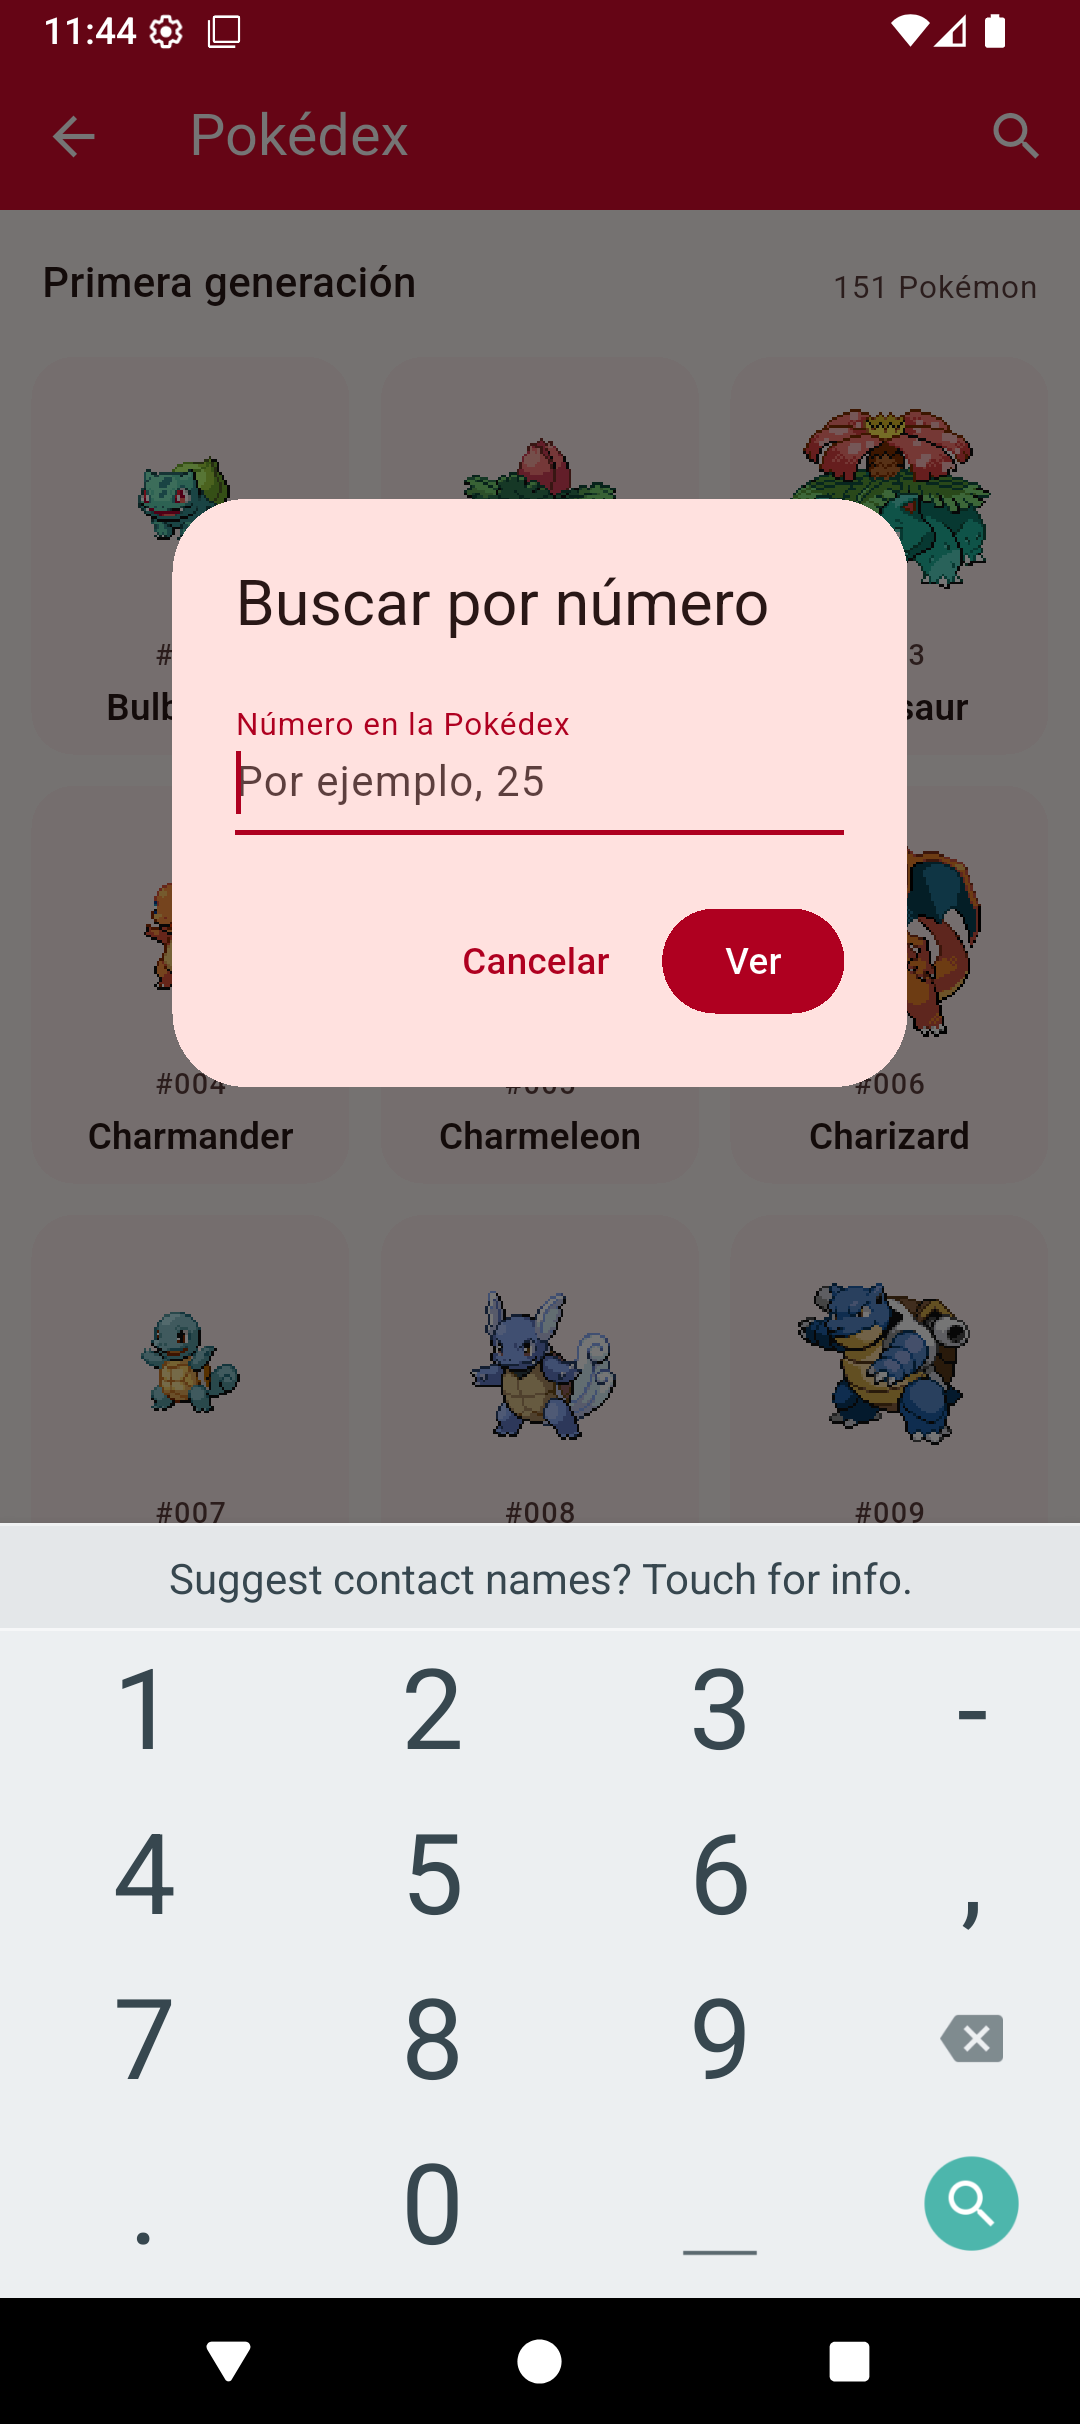 11:44
Pokédex
Primera generación
151 Pokémon
Buscar por número
Número en la Pokédex
Por ejemplo, 25
Cancelar
Ver
#004
#006
Charmander
Charmeleon
Charizard
#007
#008
#009
Suggest contact names? Touch for info.
1 2 3 -
4 5 6 ,
7 8 9
. 0